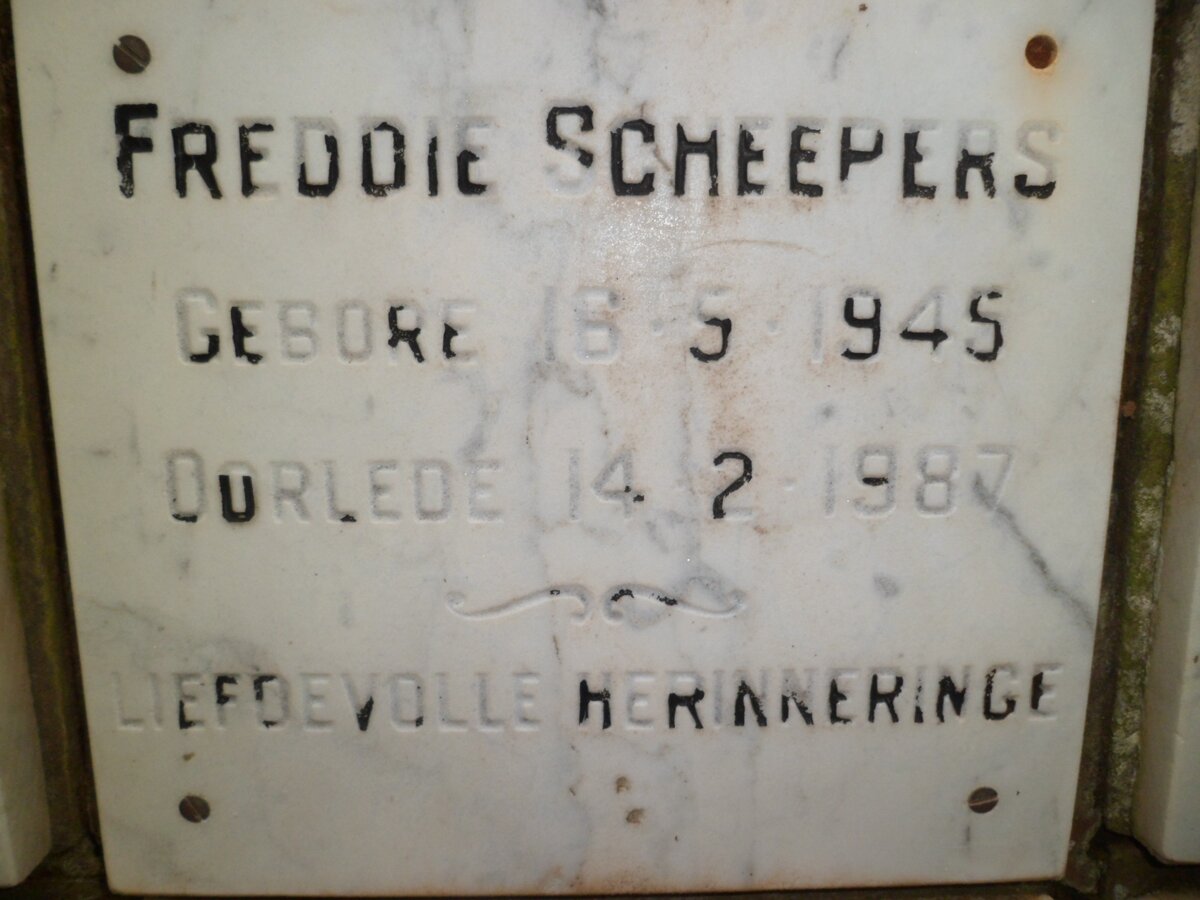 FREDDIE SCHEEPERS
GEBORE 16·5·1945
OORLEDE 14·2·1987
LIEFDEVOLLE HERINNERINGE